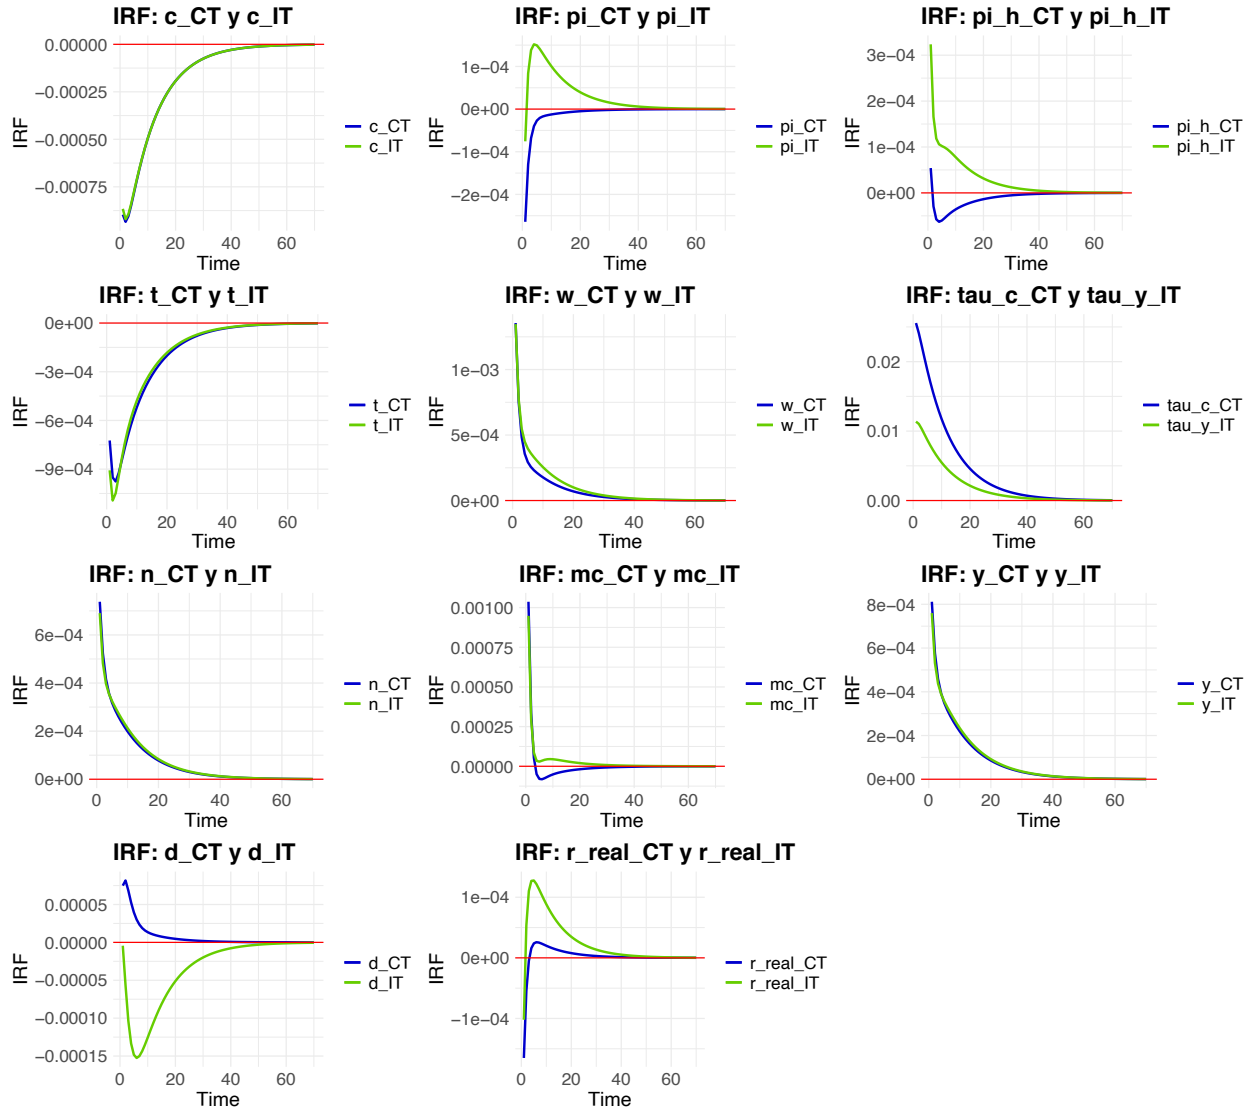 IRF: c_CT y c_IT
0.00000
−0.00025
−0.00050
−0.00075
IRF
0 20 40 60
Time
c_CT
c_IT
IRF: pi_CT y pi_IT
1e−04
0e+00
−1e−04
−2e−04
IRF
0 20 40 60
Time
pi_CT
pi_IT
IRF: pi_h_CT y pi_h_IT
3e−04
2e−04
1e−04
0e+00
IRF
0 20 40 60
Time
pi_h_CT
pi_h_IT
IRF: t_CT y t_IT
0e+00
−3e−04
−6e−04
−9e−04
IRF
0 20 40 60
Time
t_CT
t_IT
IRF: w_CT y w_IT
1e−03
5e−04
0e+00
IRF
0 20 40 60
Time
w_CT
w_IT
IRF: tau_c_CT y tau_y_IT
0.02
0.01
0.00
IRF
0 20 40 60
Time
tau_c_CT
tau_y_IT
IRF: n_CT y n_IT
6e−04
4e−04
2e−04
0e+00
IRF
0 20 40 60
Time
n_CT
n_IT
IRF: mc_CT y mc_IT
0.00100
0.00075
0.00050
0.00025
0.00000
IRF
0 20 40 60
Time
mc_CT
mc_IT
IRF: y_CT y y_IT
8e−04
6e−04
4e−04
2e−04
0e+00
IRF
0 20 40 60
Time
y_CT
y_IT
IRF: d_CT y d_IT
0.00005
0.00000
−0.00005
−0.00010
−0.00015
IRF
0 20 40 60
Time
d_CT
d_IT
IRF: r_real_CT y r_real_IT
1e−04
0e+00
−1e−04
IRF
0 20 40 60
Time
r_real_CT
r_real_IT